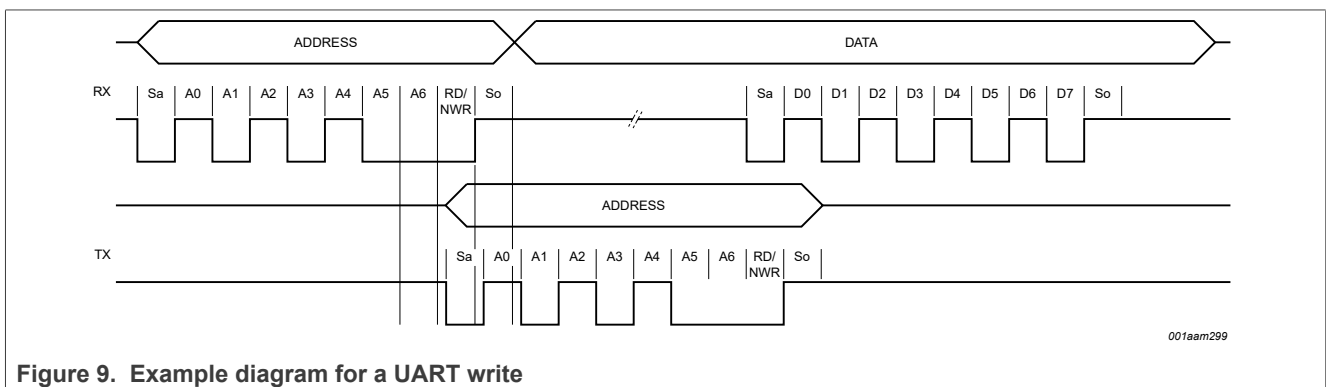 ADDRESS DATA
RX Sa A0 A1 A2 A3 A4 A5 A6 RD/ So Sa D0 D1 D2 D3 D4 D5 D6 D7 So
NWR
ADDRESS
TX Sa A0 A1 A2 A3 A4 A5 A6 RD/ So
NWR
001aam299
Figure 9. Example diagram for a UART write